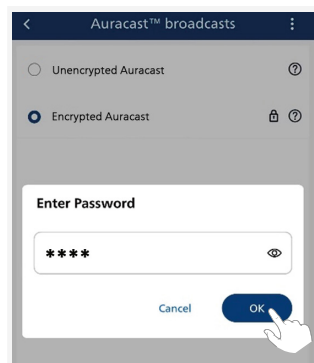 Auracast™ broadcasts
Unencrypted Auracast
Encrypted Auracast
Enter Password
****
Cancel OK